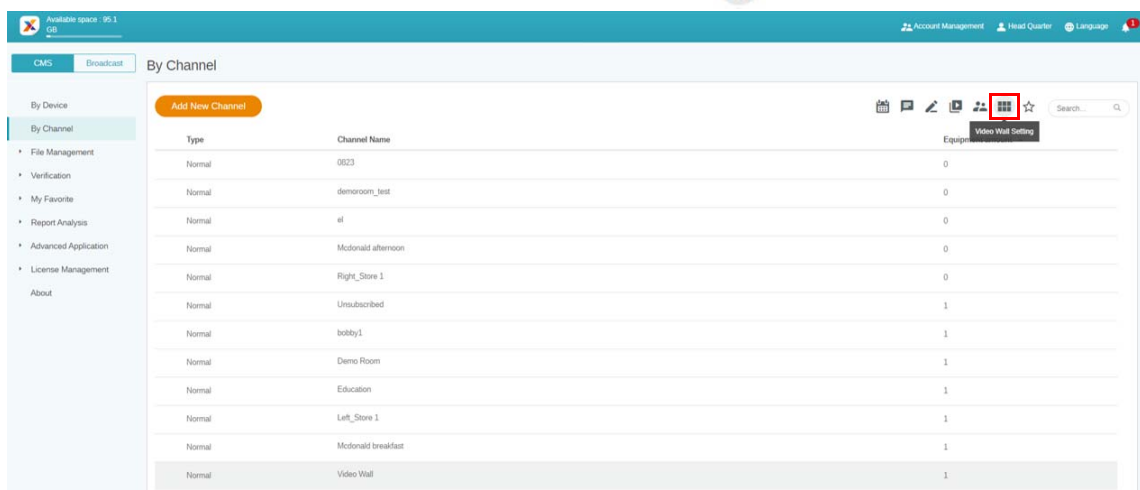 Available space : 95.1
GB
Account Management Head Quarter Language 1
CMS Broadcast By Channel
By Device
By Channel
File Management
Verification
My Favorite
Report Analysis
Advanced Application
License Management
About
Add New Channel Search...
Video Wall Setting
Type Channel Name Equipment amount
Normal 0823 0
Normal demoroom_test 0
Normal el 0
Normal Mcdonald afternoon 0
Normal Right_Store 1 0
Normal Unsubscribed 1
Normal bobby1 1
Normal Demo Room 1
Normal Education 1
Normal Left_Store 1 1
Normal Mcdonald breakfast 1
Normal Video Wall 1